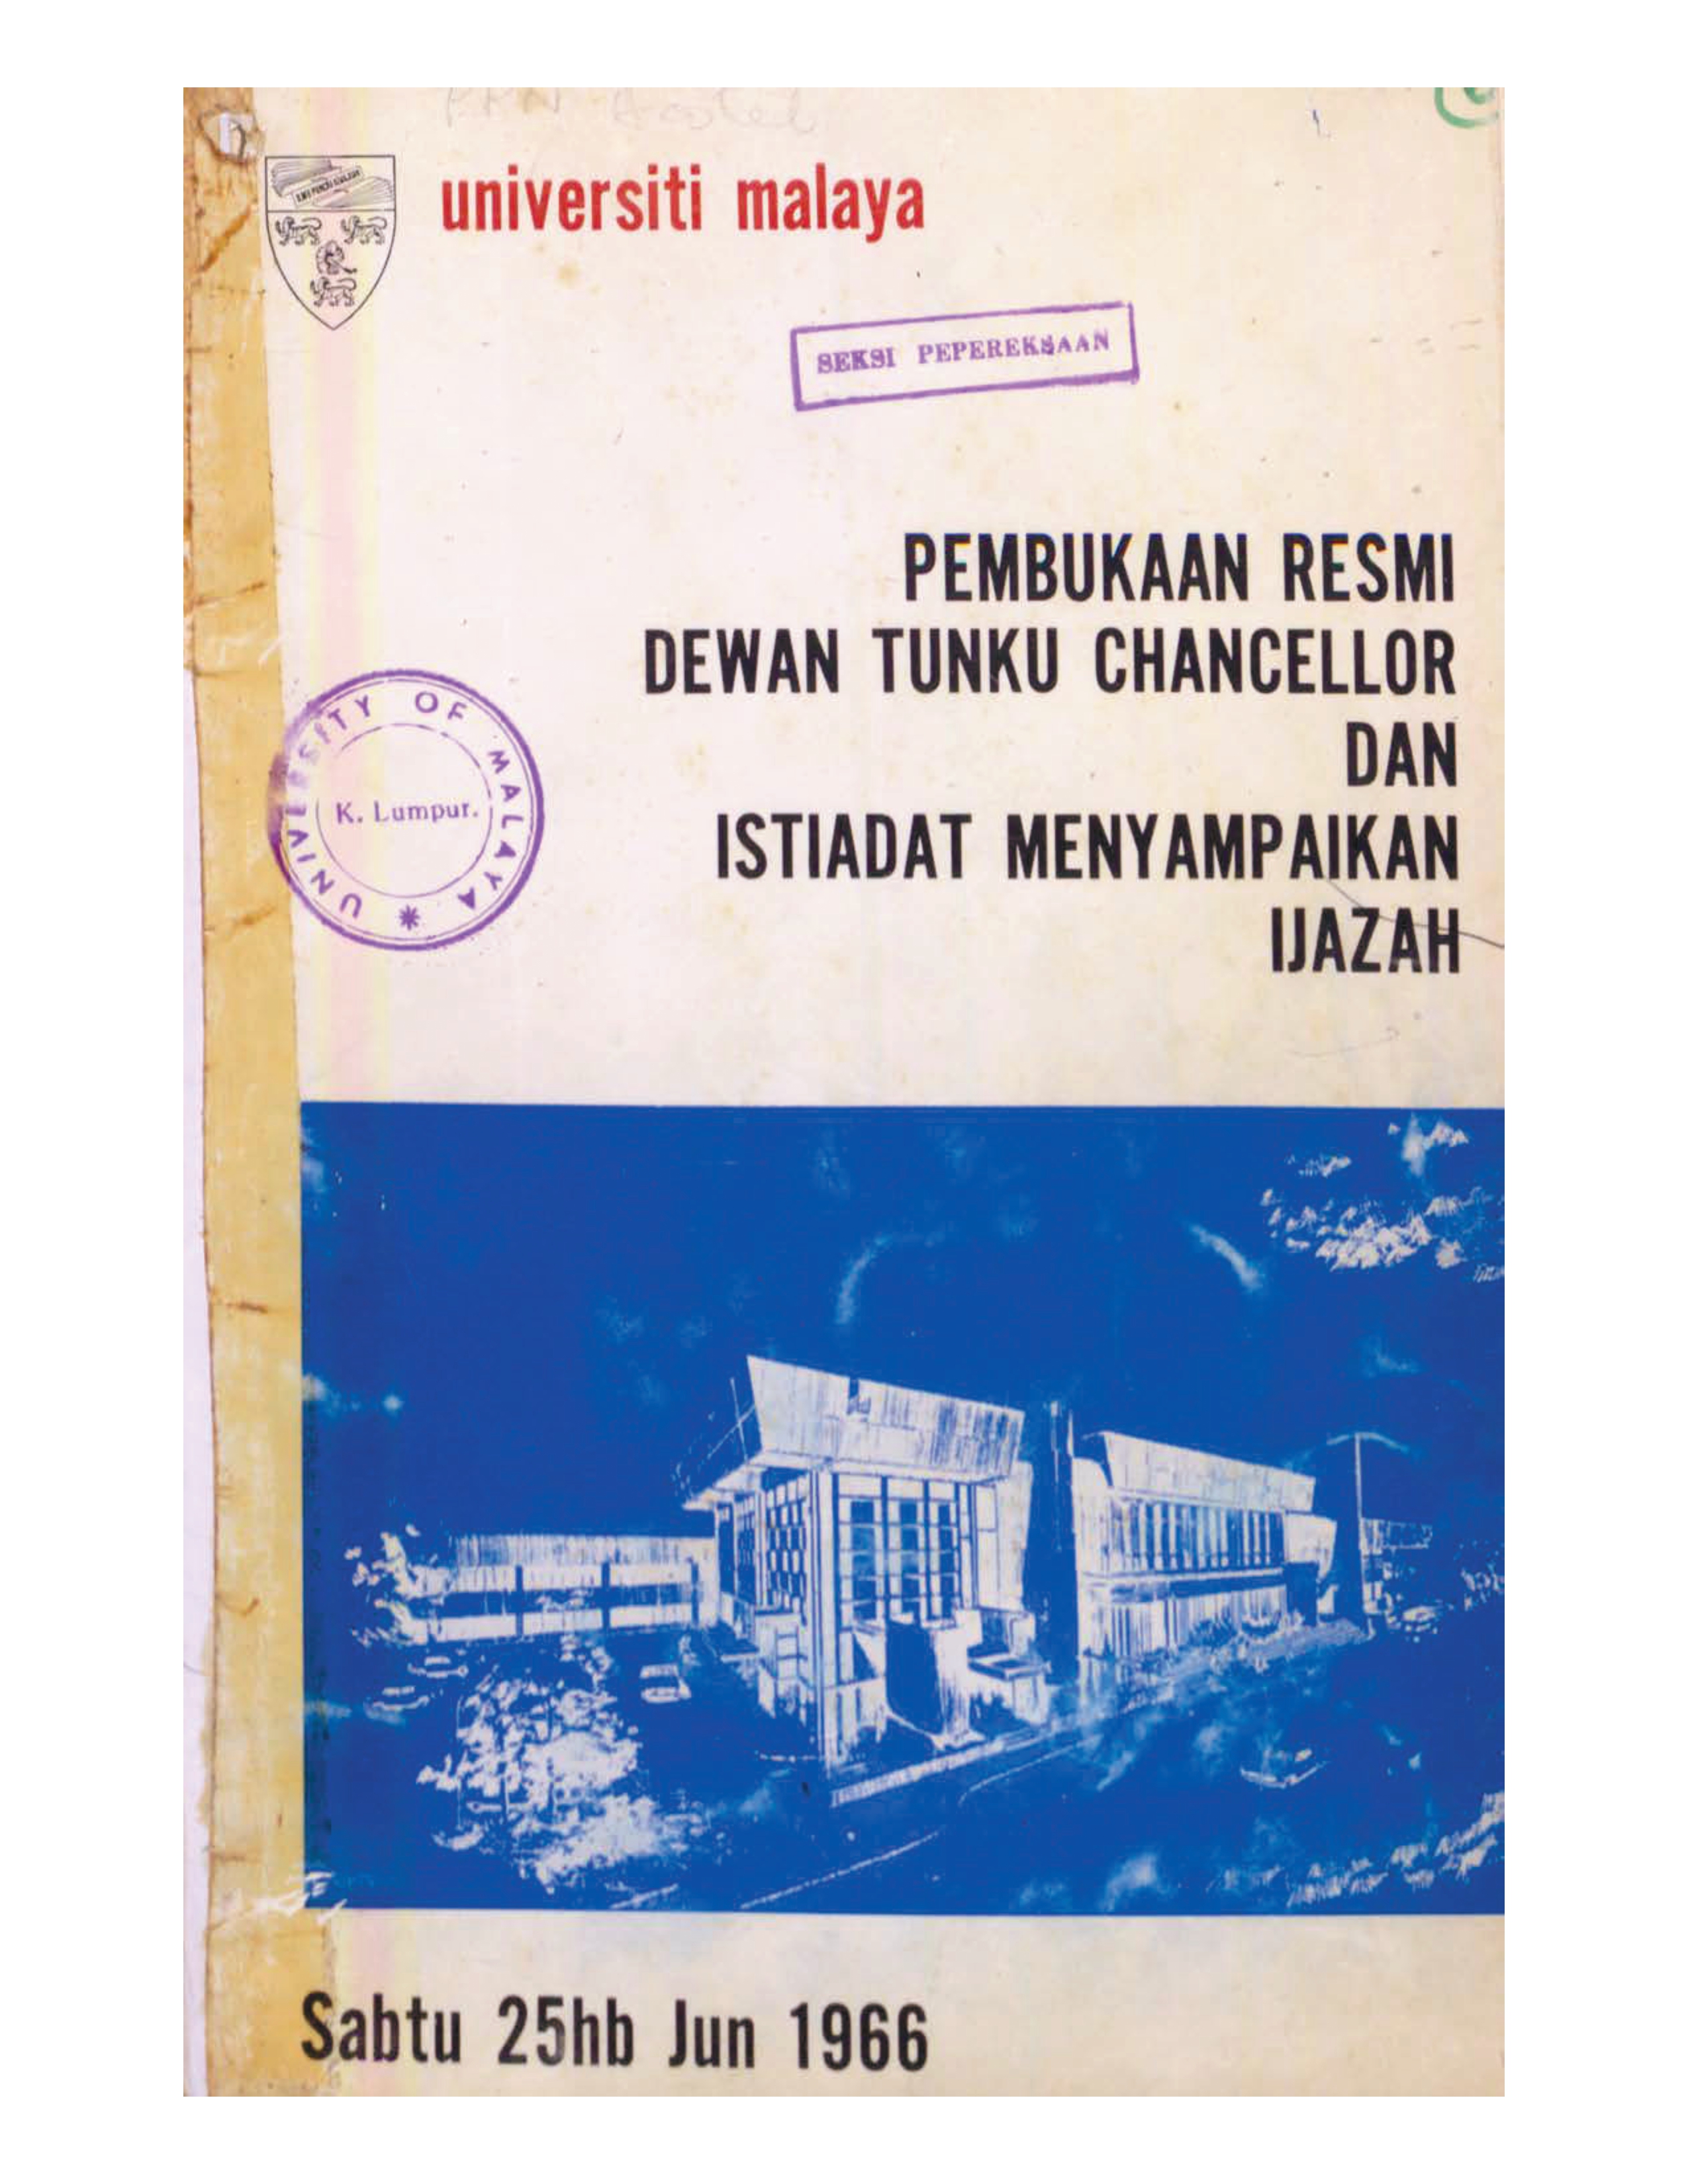 universiti malaya
SEKSI PEPEREKSAAN
PEMBUKAAN RESMI
DEWAN TUNKU CHANCELLOR
DAN
ISTIADAT MENYAMPAIKAN
IJAZAH
UNIVERSITY OF MALAYA *
K. Lumpur.
Sabtu 25hb Jun 1966